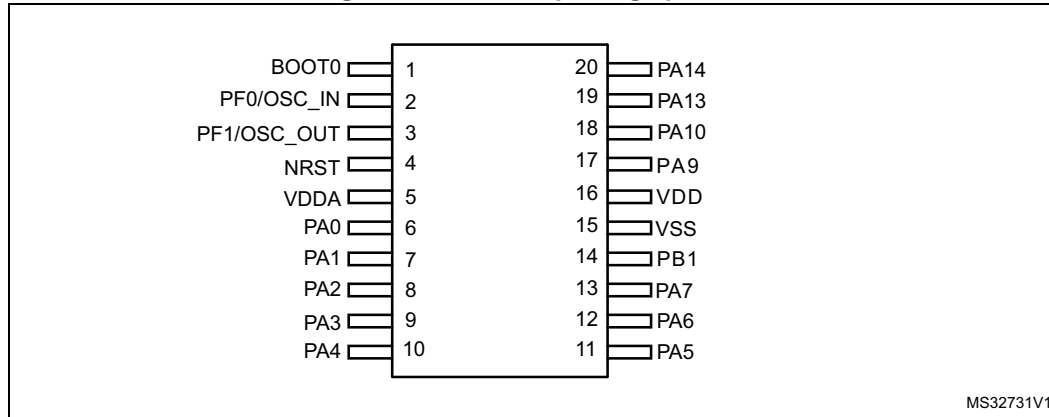 BOOT0 1 20 PA14
PF0/OSC_IN 2 19 PA13
PF1/OSC_OUT 3 18 PA10
NRST 4 17 PA9
VDDA 5 16 VDD
PA0 6 15 VSS
PA1 7 14 PB1
PA2 8 13 PA7
PA3 9 12 PA6
PA4 10 11 PA5
MS32731V1